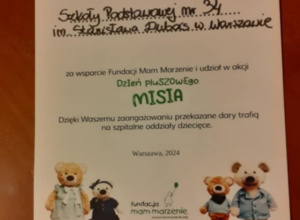 Szkoły Podstawowej nr 34
im. Stanisława Dubois w Warszawie
za wsparcie Fundacji Mam Marzenie i udział w akcji
Dzień pluSZOWEgo
MISIA
Dzięki Waszemu zaangażowaniu przekazane dary trafią
na szpitalne oddziały dziecięce.
Warszawa, 2024
fundacja
mam marzenie